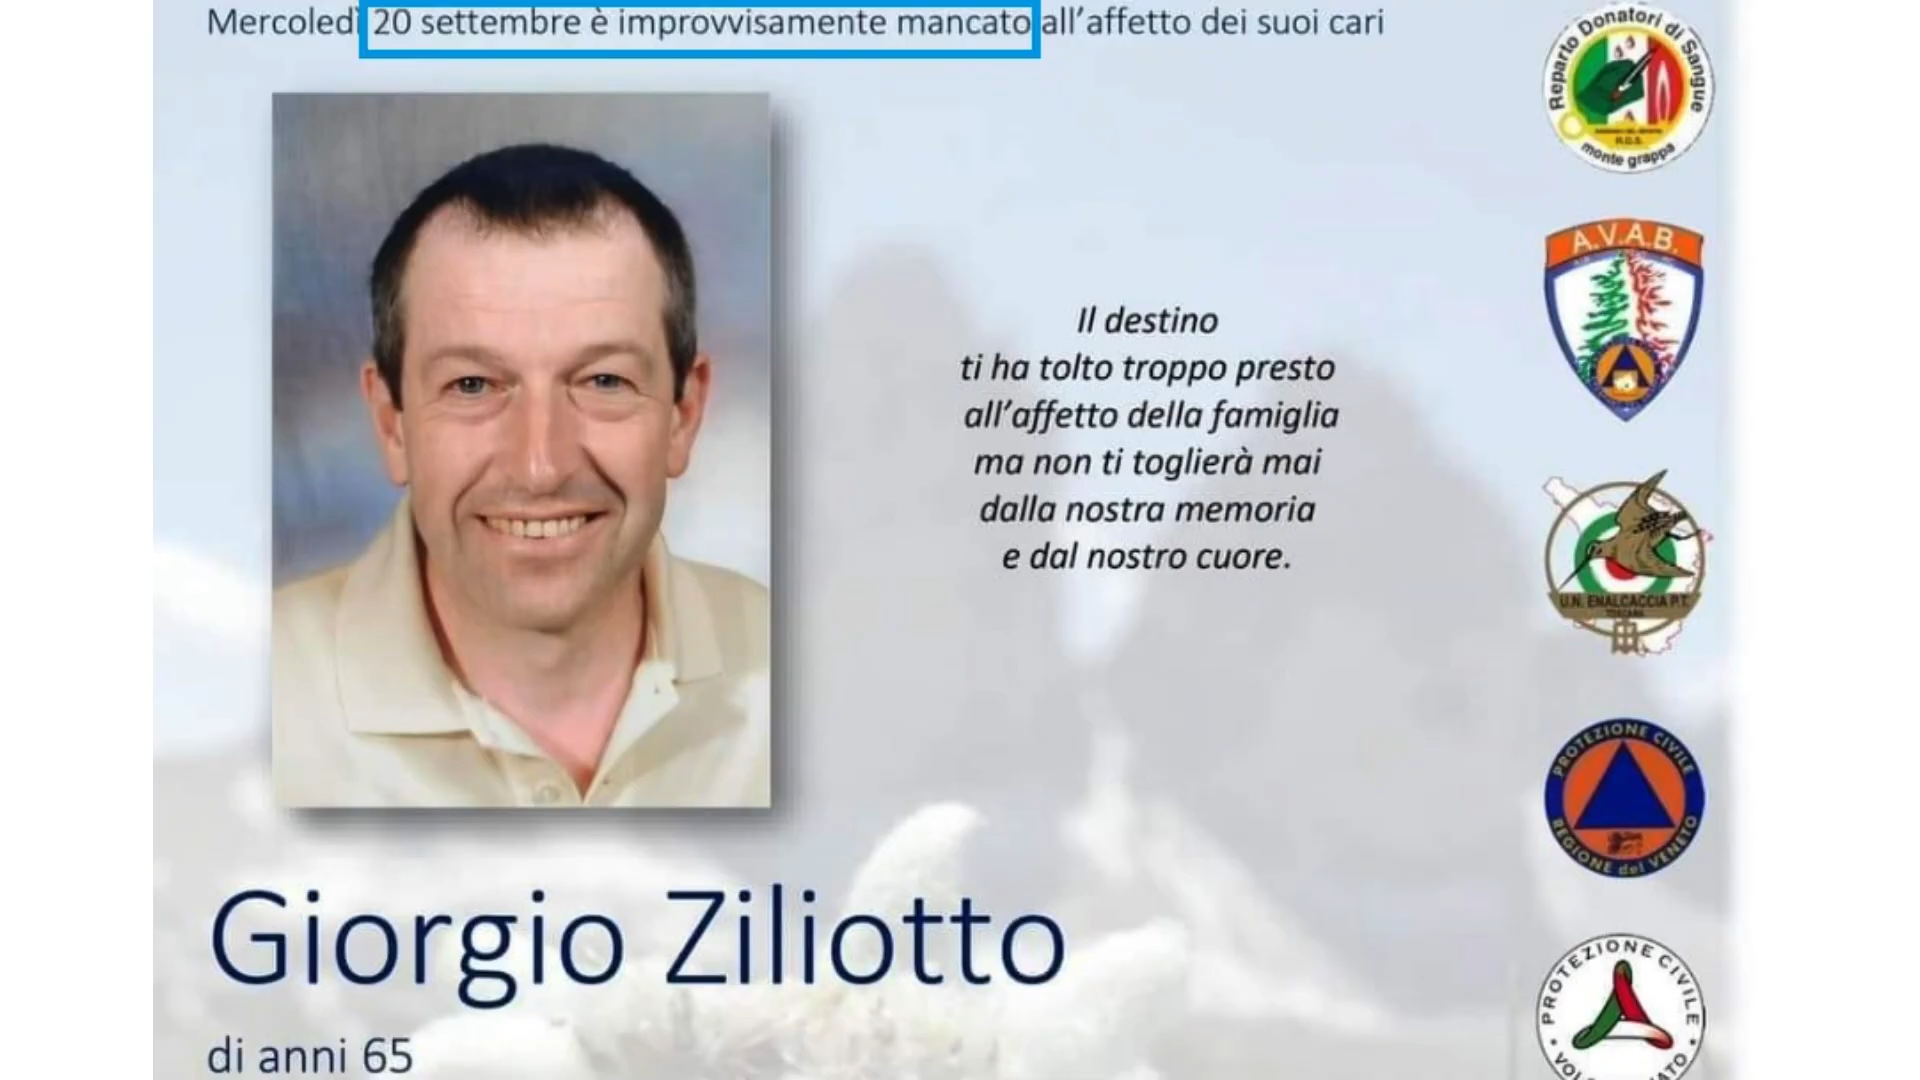 Mercoledì 20 settembre è improvvisamente mancato all'affetto dei suoi cari
Il destino
ti ha tolto troppo presto
all'affetto della famiglia
ma non ti toglierà mai
dalla nostra memoria
e dal nostro cuore.
Giorgio Ziliotto
di anni 65
Reparto Donatori di Sangue
R.D.S.
monte grappa
A.V.A.B.
U.N. ENALCACCIA P.T.
TOSCANA
PROTEZIONE CIVILE
REGIONE del VENETO
PROTEZIONE CIVILE